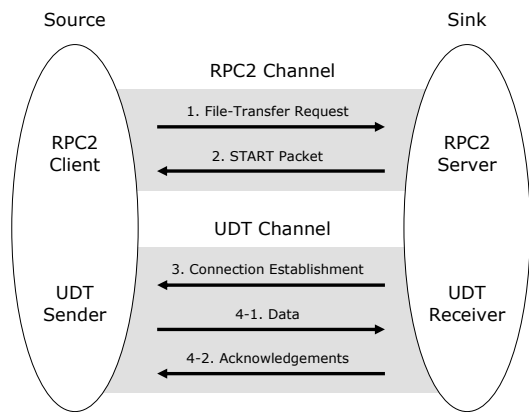 Source
Sink
RPC2 Channel
1. File-Transfer Request
RPC2
Client
2. START Packet
RPC2
Server
UDT Channel
3. Connection Establishment
UDT
Sender
4-1. Data
UDT
Receiver
4-2. Acknowledgements